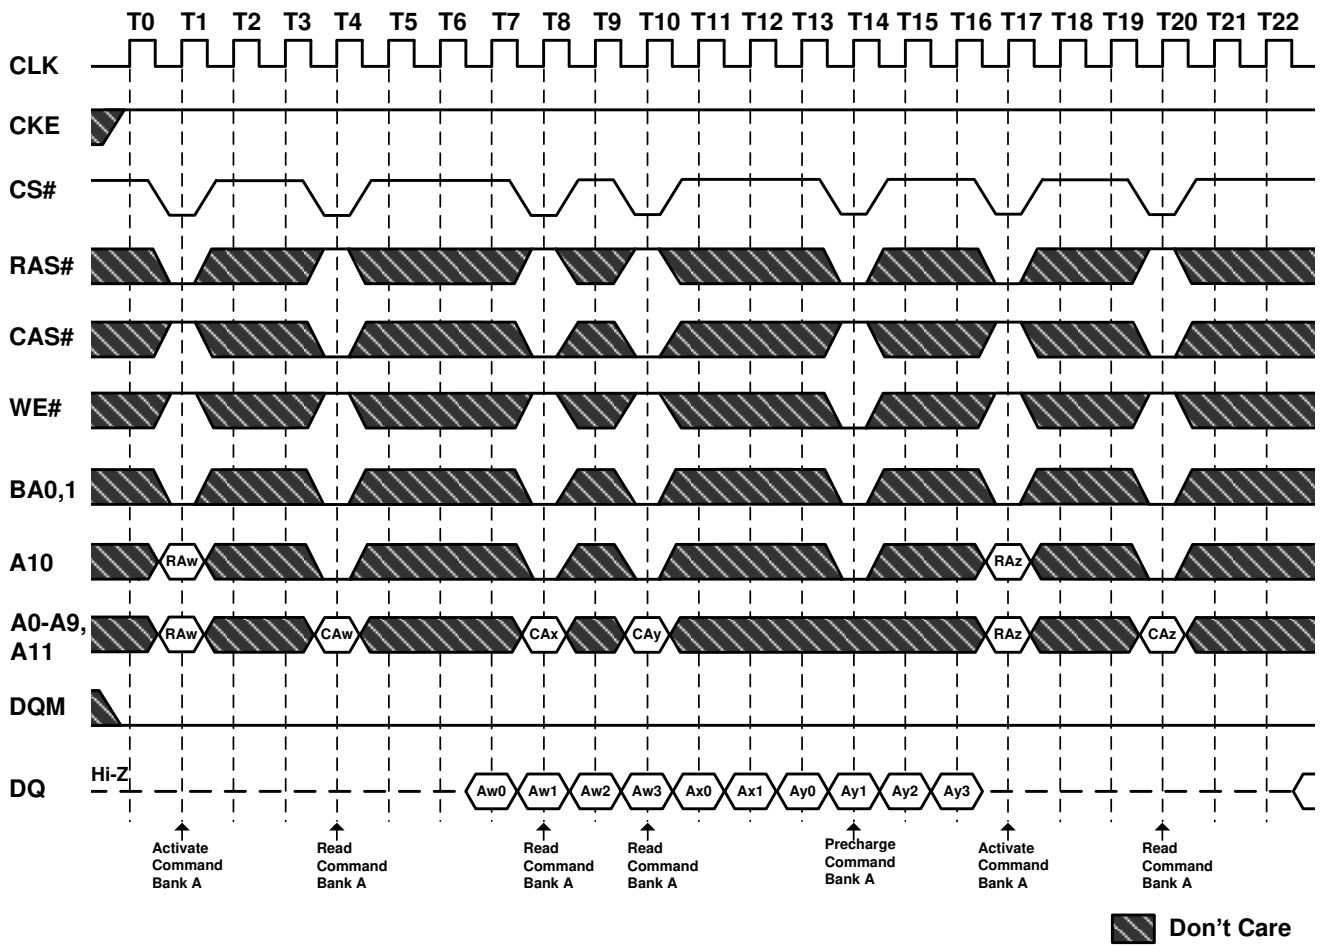 T0 T1 T2 T3 T4 T5 T6 T7 T8 T9 T10 T11 T12 T13 T14 T15 T16 T17 T18 T19 T20 T21 T22
CLK
CKE
CS#
RAS#
CAS#
WE#
BA0,1
A10 RAw RAz
A0-A9,
A11
RAw CAw CAx CAy RAz CAz
DQM
Hi-Z
DQ Aw0 Aw1 Aw2 Aw3 Ax0 Ax1 Ay0 Ay1 Ay2 Ay3
Activate
Command
Bank A
Read
Command
Bank A
Read
Command
Bank A
Read
Command
Bank A
Precharge
Command
Bank A
Activate
Command
Bank A
Read
Command
Bank A
Don't Care